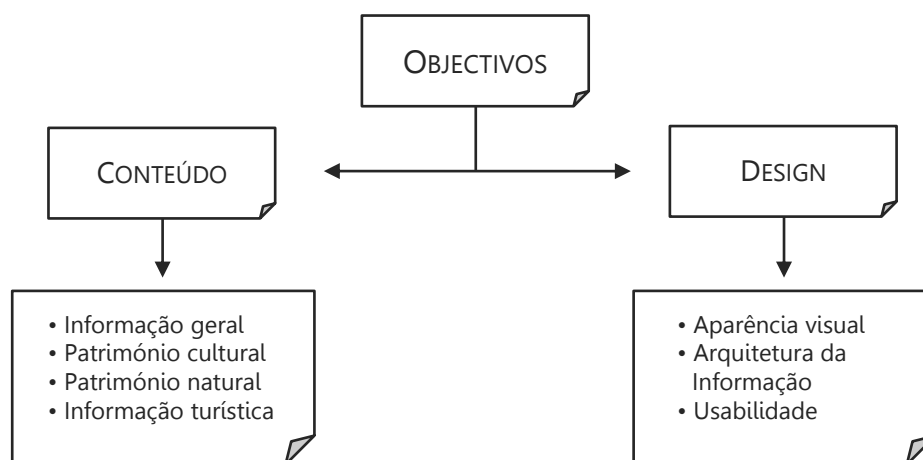 OBJECTIVOS
CONTEÚDO
DESIGN
• Informação geral
• Património cultural
• Património natural
• Informação turística
• Aparência visual
• Arquitetura da
Informação
• Usabilidade